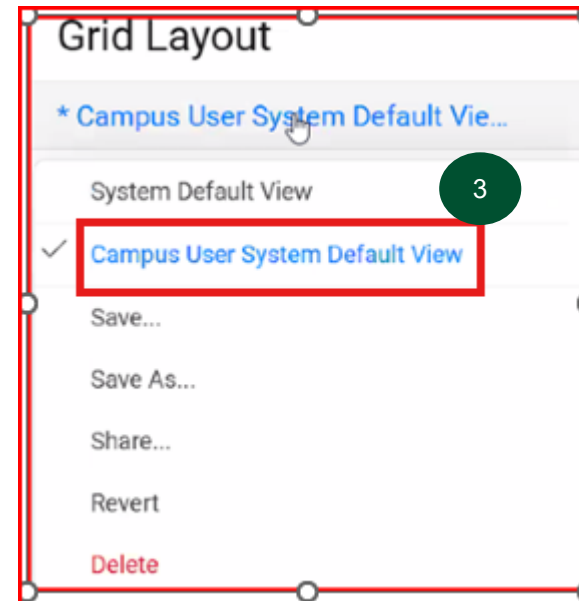 Grid Layout
* Campus User System Default Vie...
System Default View
3
Campus User System Default View
Save...
Save As...
Share...
Revert
Delete